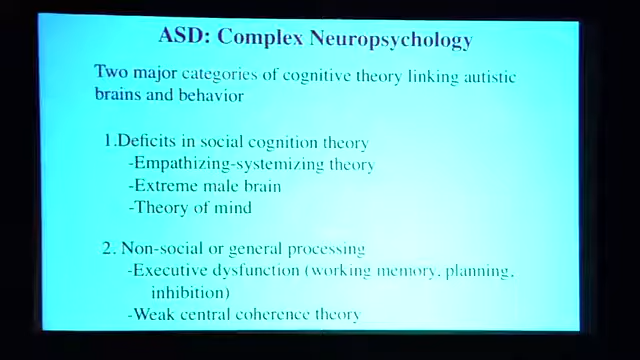 ASD: Complex Neuropsychology
Two major categories of cognitive theory linking autistic
brains and behavior
1.Deficits in social cognition theory
-Empathizing-systemizing theory
-Extreme male brain
-Theory of mind
2. Non-social or general processing
-Executive dysfunction (working memory, planning,
inhibition)
-Weak central coherence theory